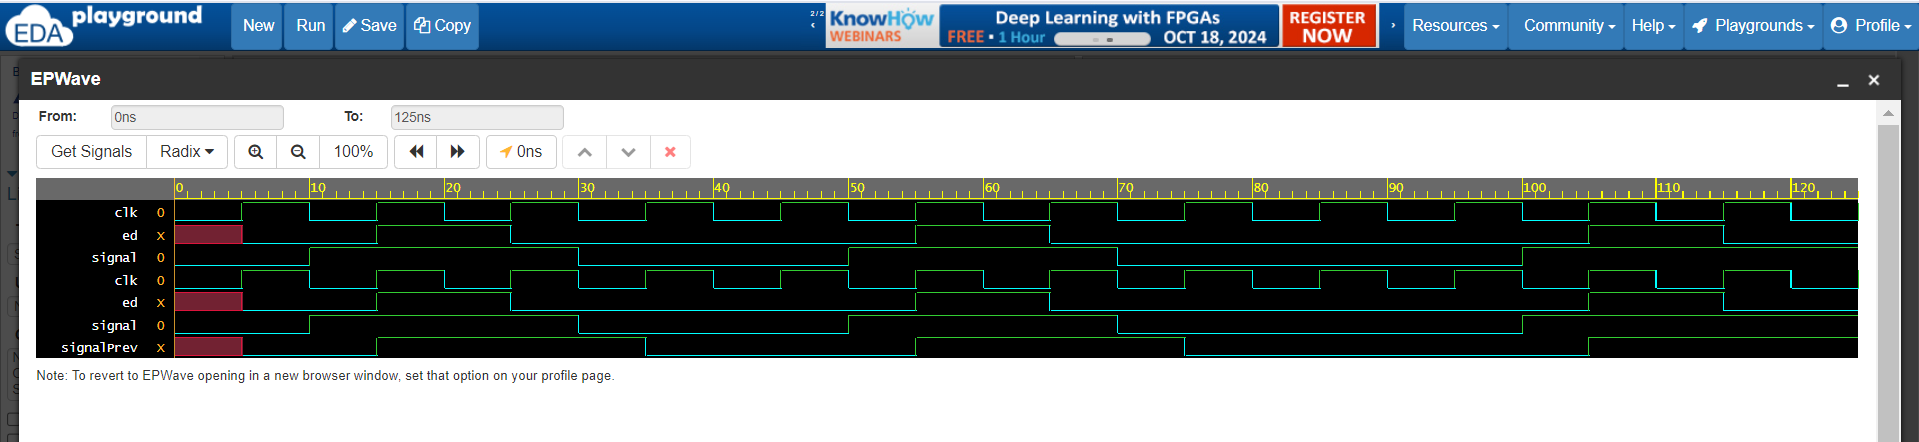 EDA playground
New Run Save Copy
2/2
KnowHow WEBINARS
Deep Learning with FPGAs
FREE • 1 Hour OCT 18, 2024
REGISTER NOW
Resources Community Help Playgrounds Profile
EPWave
From: 0ns To: 125ns
Get Signals Radix 100% 0ns
0 10 20 30 40 50 60 70 80 90 100 110 120
clk 0
ed x
signal 0
clk 0
ed x
signal 0
signalPrev x
Note: To revert to EPWave opening in a new browser window, set that option on your profile page.